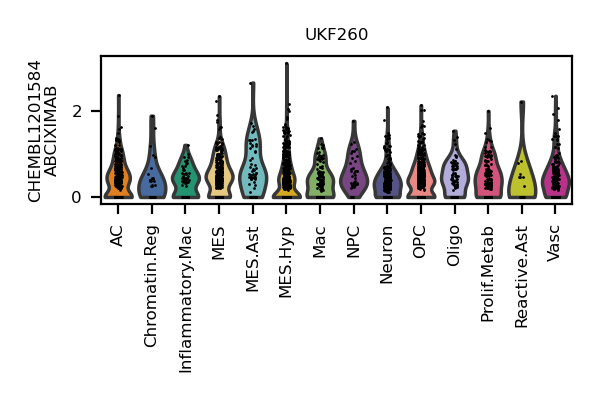 UKF260
CHEMBL1201584
ABCIXIMAB
2
0
AC
Chromatin.Reg
Inflammatory.Mac
MES
MES.Ast
MES.Hyp
Mac
NPC
Neuron
OPC
Oligo
Prolif.Metab
Reactive.Ast
Vasc